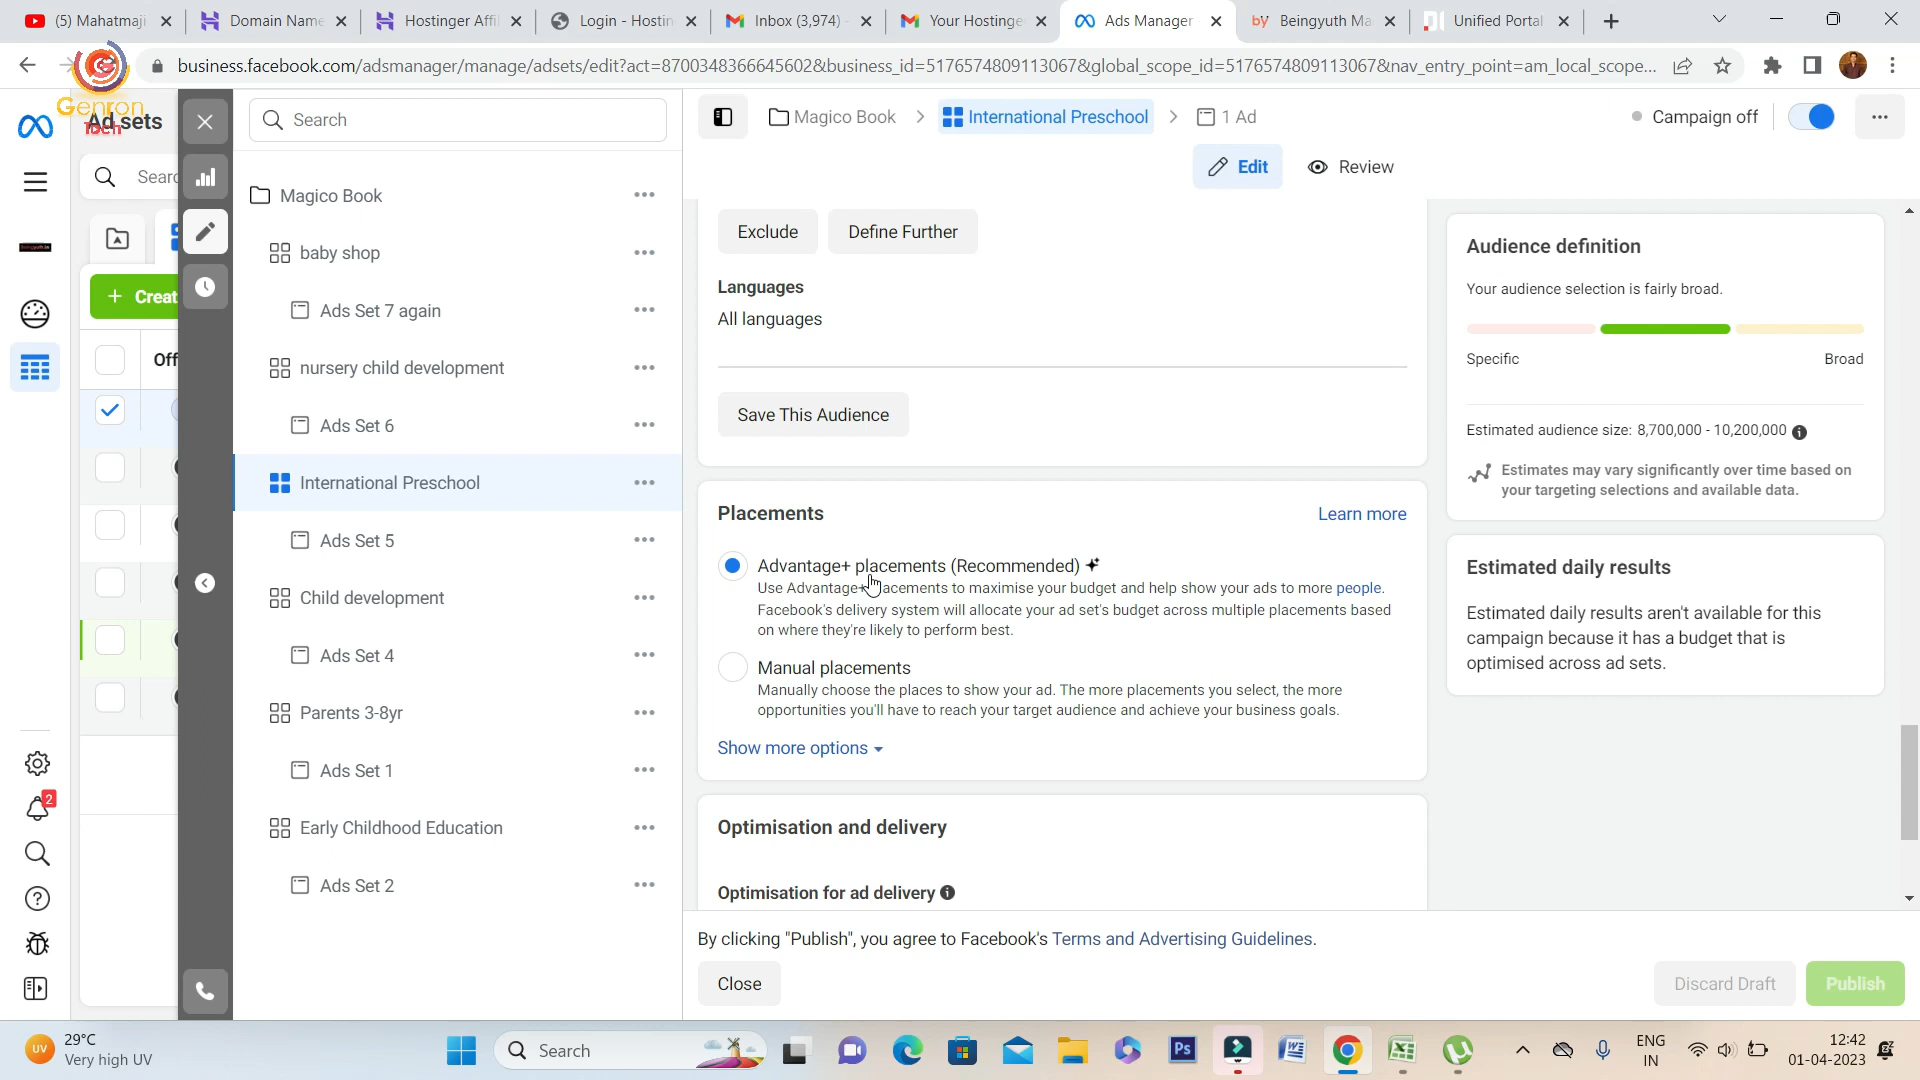 (5) Mahatmaji
Domain Name
Hostinger Affi
Login - Hostin
Inbox (3,974)
Your Hostinge
Ads Manager
by Beingyuth Ma
Unified Portal
business.facebook.com/adsmanager/manage/adsets/edit?act=870034836664560​2&business_id=5176574809113067&global_scope_id=5176574809113067&nav_entry_point=am_local_scope...
Genron
Tech
Ad sets
Search
Magico Book
International Preschool
1 Ad
Campaign off
Edit
Review
Sear
Creat
Off
Magico Book
baby shop
Ads Set 7 again
nursery child development
Ads Set 6
International Preschool
Ads Set 5
Child development
Ads Set 4
Parents 3-8yr
Ads Set 1
Early Childhood Education
Ads Set 2
Exclude
Define Further
Languages
All languages
Save This Audience
Placements
Learn more
Advantage+ placements (Recommended)
Use Advantage+ lacements to maximise your budget and help show your ads to more people.
Facebook's delivery system will allocate your ad set's budget across multiple placements based
on where they're likely to perform best.
Manual placements
Manually choose the places to show your ad. The more placements you select, the more
opportunities you'll have to reach your target audience and achieve your business goals.
Show more options
Optimisation and delivery
Optimisation for ad delivery
Audience definition
Your audience selection is fairly broad.
Specific
Broad
Estimated audience size: 8,700,000 - 10,200,000
Estimates may vary significantly over time based on
your targeting selections and available data.
Estimated daily results
Estimated daily results aren't available for this
campaign because it has a budget that is
optimised across ad sets.
By clicking "Publish", you agree to Facebook's Terms and Advertising Guidelines.
Close
Discard Draft
Publish
2
UV
29°C
Very high UV
Search
Ps
ENG
IN
12:42
01-04-2023